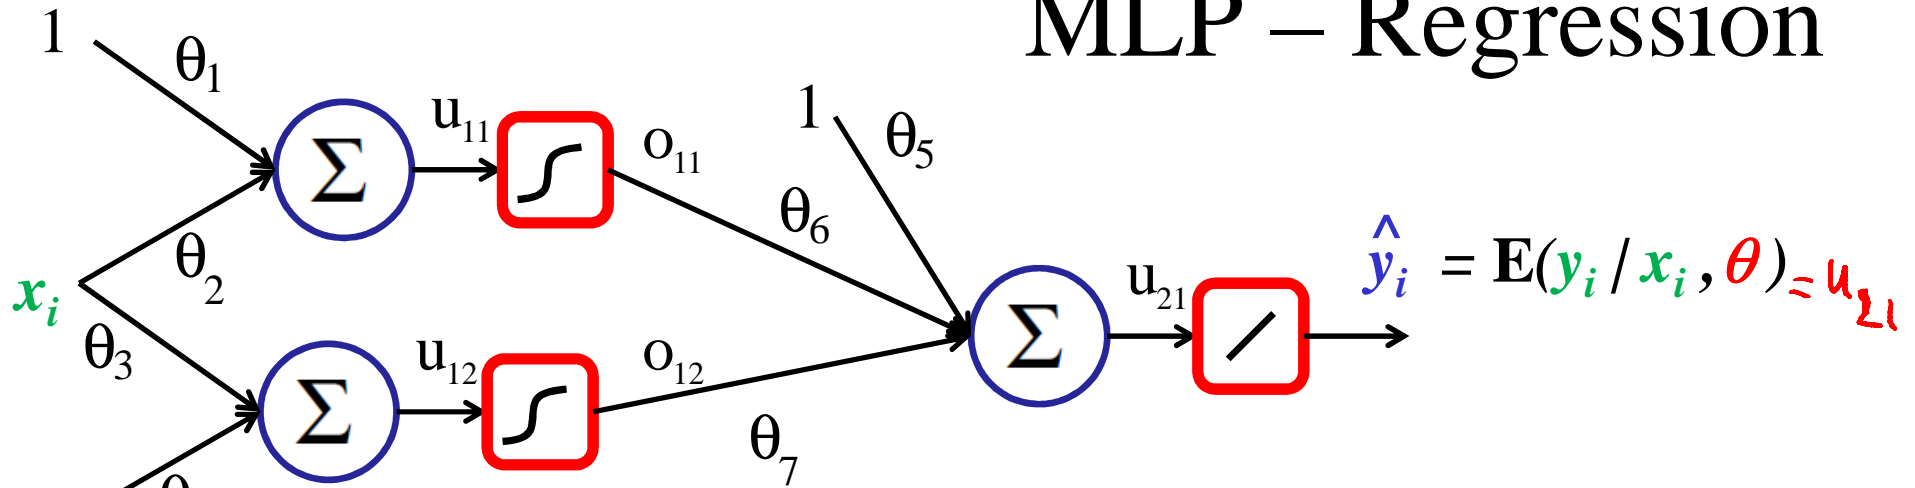 MLP – Regression
1
θ1
u11
o11
1
θ5
θ6
Σ
θ2
xi
θ3
u12
o12
Σ
θ7
Σ
u21
ŷi = E(yi / xi , θ) = u21
θ